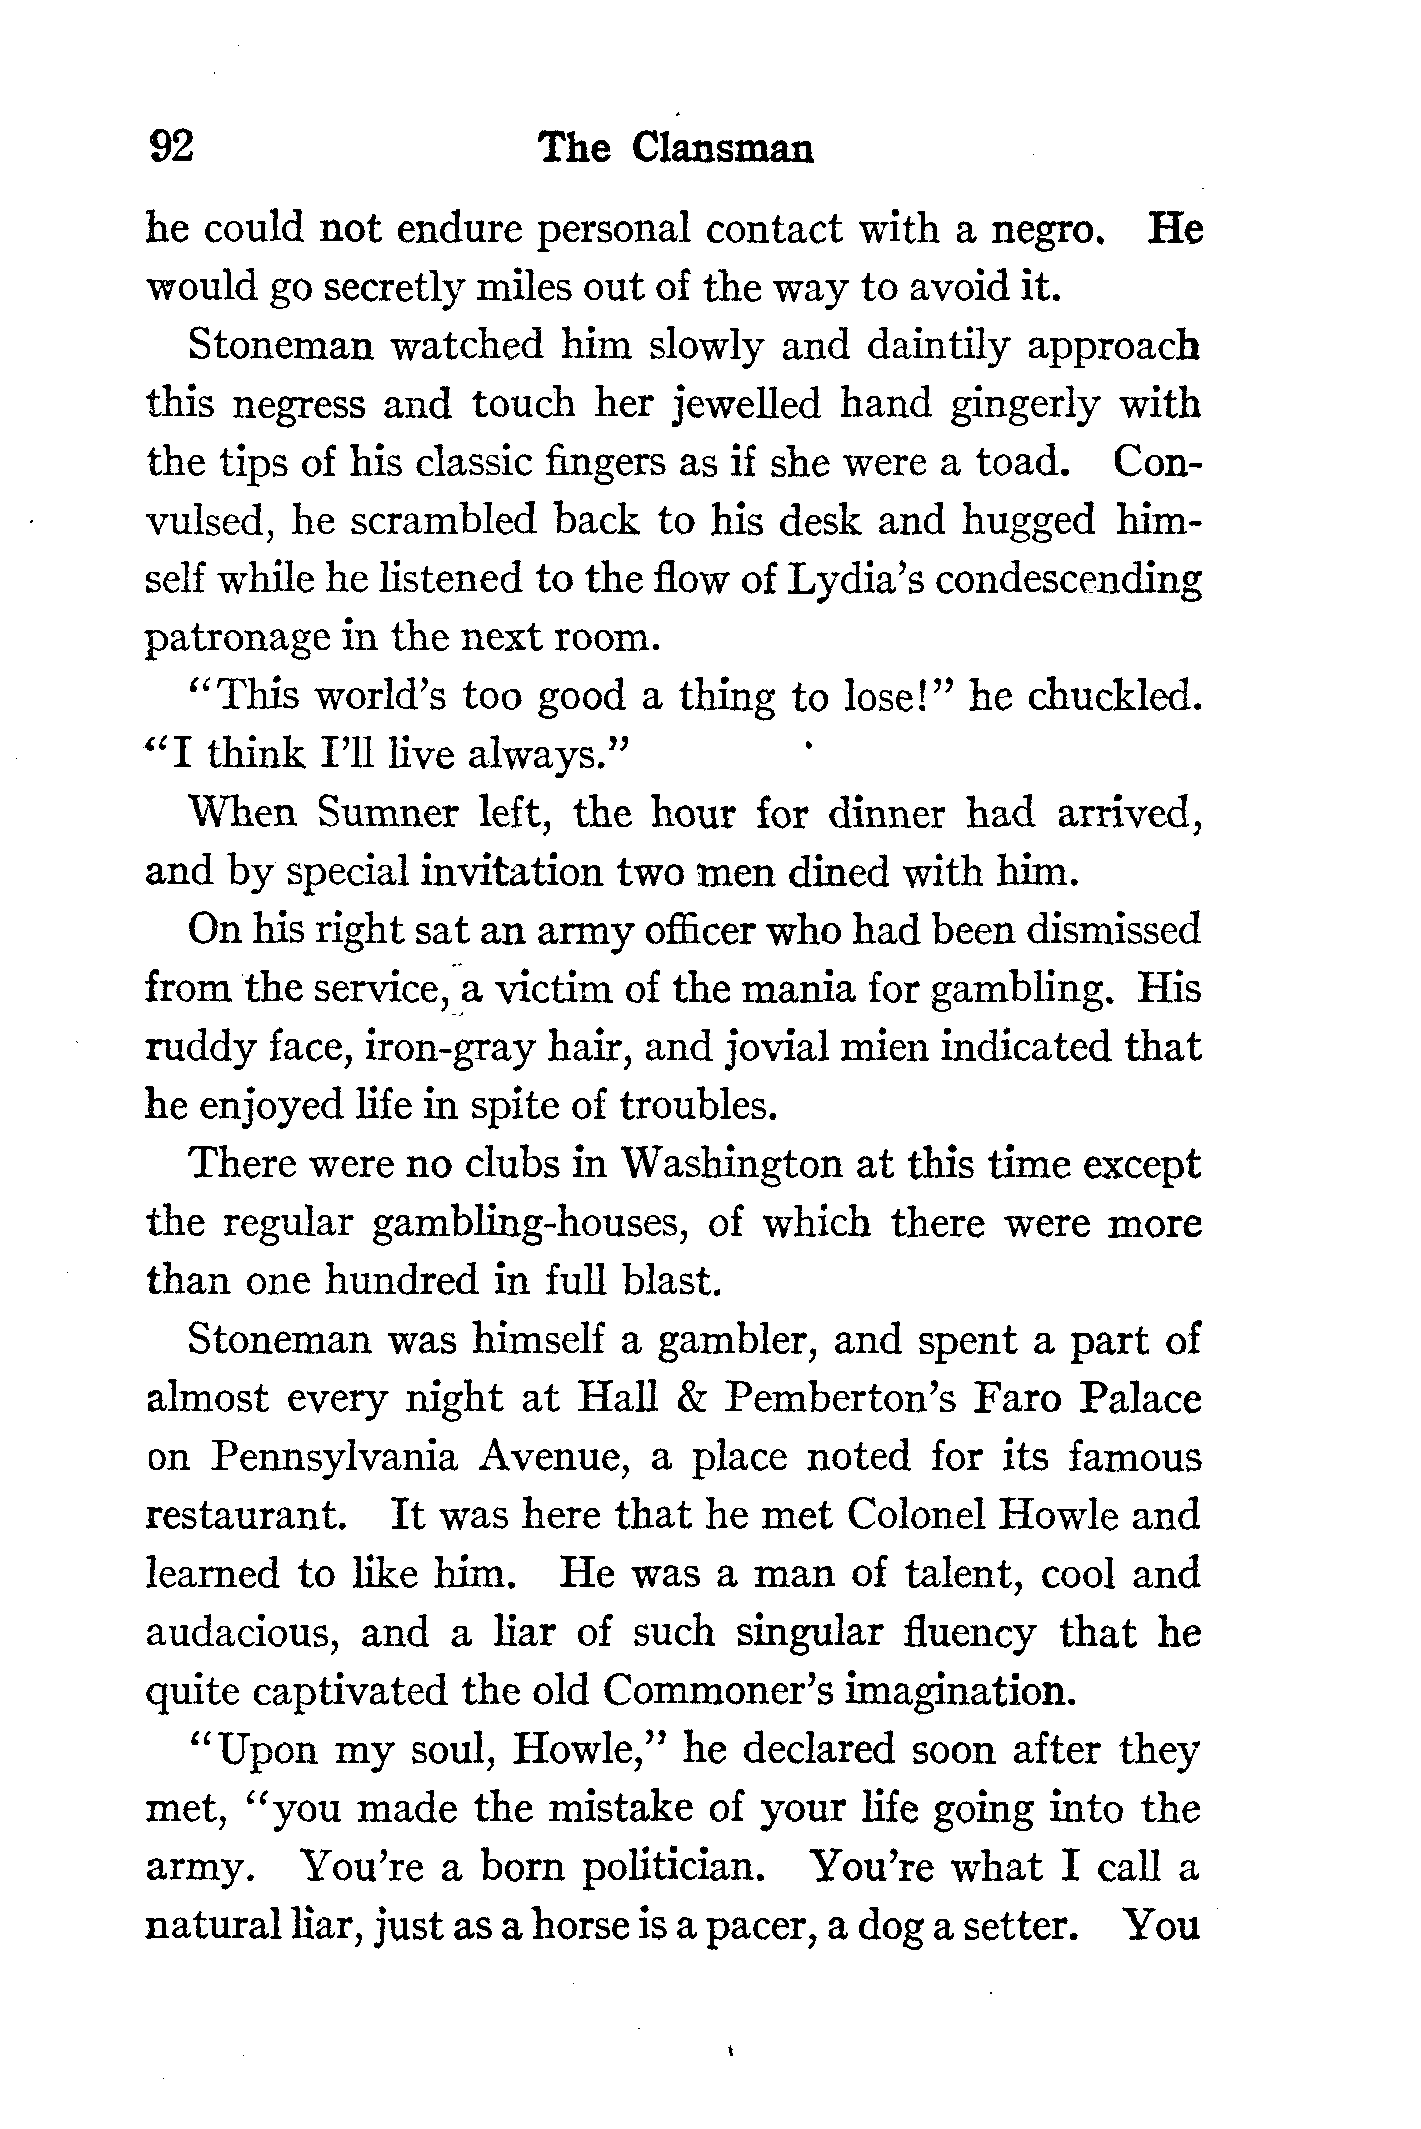 92 The Clansman
he could not endure personal contact with a negro. He
would go secretly miles out of the way to avoid it.
Stoneman watched him slowly and daintily approach
this negress and touch her jewelled hand gingerly with
the tips of his classic fingers as if she were a toad. Con-
vulsed, he scrambled back to his desk and hugged him-
self while he listened to the flow of Lydia's condescending
patronage in the next room.
"This world's too good a thing to lose!" he chuckled.
"I think I'll live always."
When Sumner left, the hour for dinner had arrived,
and by special invitation two men dined with him.
On his right sat an army officer who had been dismissed
from the service, a victim of the mania for gambling. His
ruddy face, iron-gray hair, and jovial mien indicated that
he enjoyed life in spite of troubles.
There were no clubs in Washington at this time except
the regular gambling-houses, of which there were more
than one hundred in full blast.
Stoneman was himself a gambler, and spent a part of
almost every night at Hall & Pemberton's Faro Palace
on Pennsylvania Avenue, a place noted for its famous
restaurant. It was here that he met Colonel Howle and
learned to like him. He was a man of talent, cool and
audacious, and a liar of such singular fluency that he
quite captivated the old Commoner's imagination.
"Upon my soul, Howle," he declared soon after they
met, "you made the mistake of your life going into the
army. You're a born politician. You're what I call a
natural liar, just as a horse is a pacer, a dog a setter. You